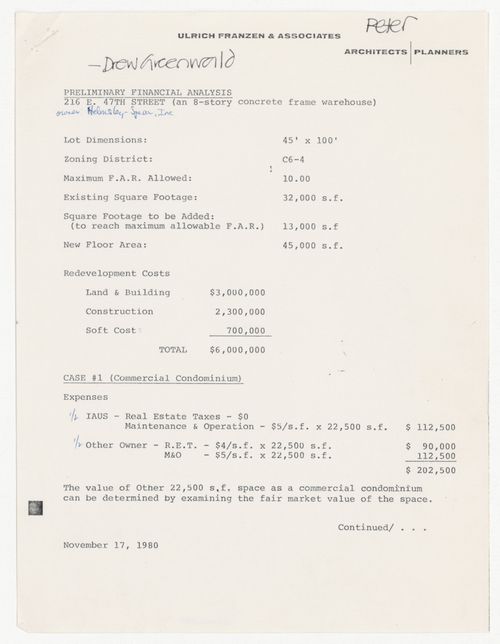 Peter
ULRICH FRANZEN & ASSOCIATES
ARCHITECTS PLANNERS
- Drew Greenwald
PRELIMINARY FINANCIAL ANALYSIS
216 E. 47TH STREET (an 8-story concrete frame warehouse)
owner Helmsley-Spear, Inc
Lot Dimensions: 45' x 100'
Zoning District: C6-4
Maximum F.A.R. Allowed: 10.00
Existing Square Footage: 32,000 s.f.
Square Footage to be Added:
(to reach maximum allowable F.A.R.) 13,000 s.f
New Floor Area: 45,000 s.f.
Redevelopment Costs
Land & Building $3,000,000
Construction 2,300,000
Soft Cost 700,000
TOTAL $6,000,000
CASE #1 (Commercial Condominium)
Expenses
1/2 IAUS - Real Estate Taxes - $0
Maintenance & Operation - $5/s.f. x 22,500 s.f. $ 112,500
1/2 Other Owner - R.E.T. - $4/s.f. x 22,500 s.f. $ 90,000
M&O - $5/s.f. x 22,500 s.f. 112,500
$ 202,500
The value of Other 22,500 s.f. space as a commercial condominium
can be determined by examining the fair market value of the space.
Continued/ . . .
November 17, 1980